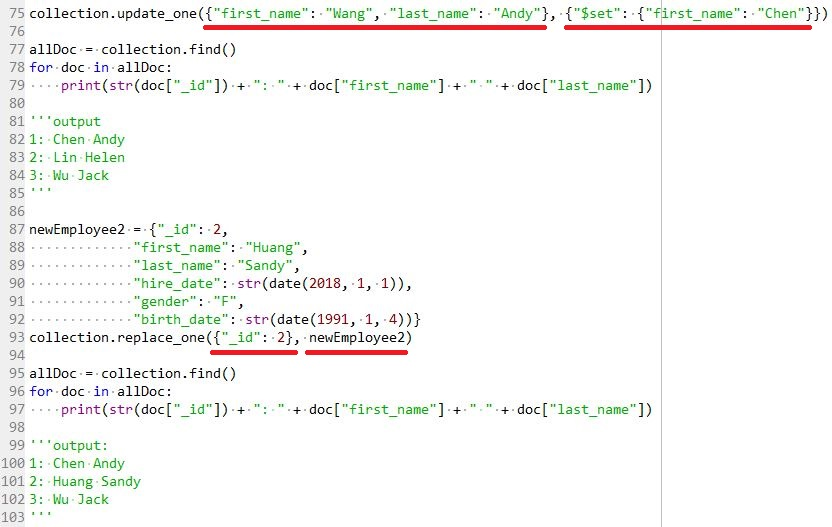 75 collection.update_one({"first_name": "Wang", "last_name": "Andy"}, {"$set": {"first_name": "Chen"}})
76
77 allDoc = collection.find()
78 for doc in allDoc:
79     print(str(doc["_id"]) + ": " + doc["first_name"] + " " + doc["last_name"])
80
81 '''output
82 1: Chen Andy
83 2: Lin Helen
84 3: Wu Jack
85 '''
86
87 newEmployee2 = {"_id": 2,
88              "first_name": "Huang",
89              "last_name": "Sandy",
90              "hire_date": str(date(2018, 1, 1)),
91              "gender": "F",
92              "birth_date": str(date(1991, 1, 4))}
93 collection.replace_one({"_id": 2}, newEmployee2)
94
95 allDoc = collection.find()
96 for doc in allDoc:
97     print(str(doc["_id"]) + ": " + doc["first_name"] + " " + doc["last_name"])
98
99 '''output:
100 1: Chen Andy
101 2: Huang Sandy
102 3: Wu Jack
103 '''